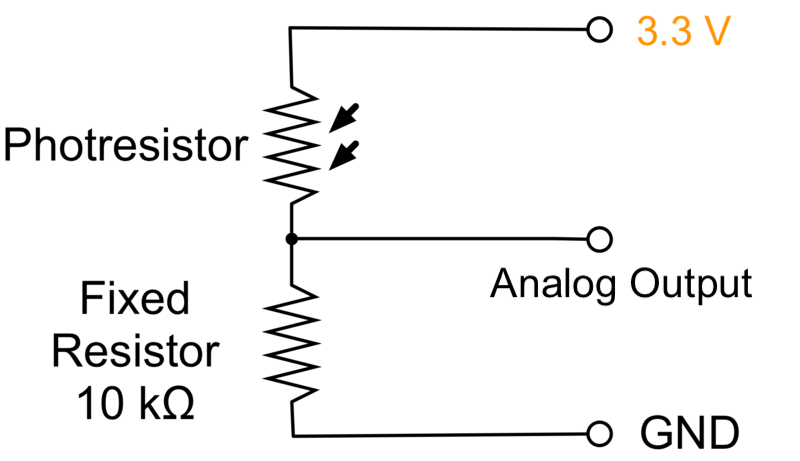 3.3 V
Photresistor
Analog Output
Fixed
Resistor
10 kΩ
GND